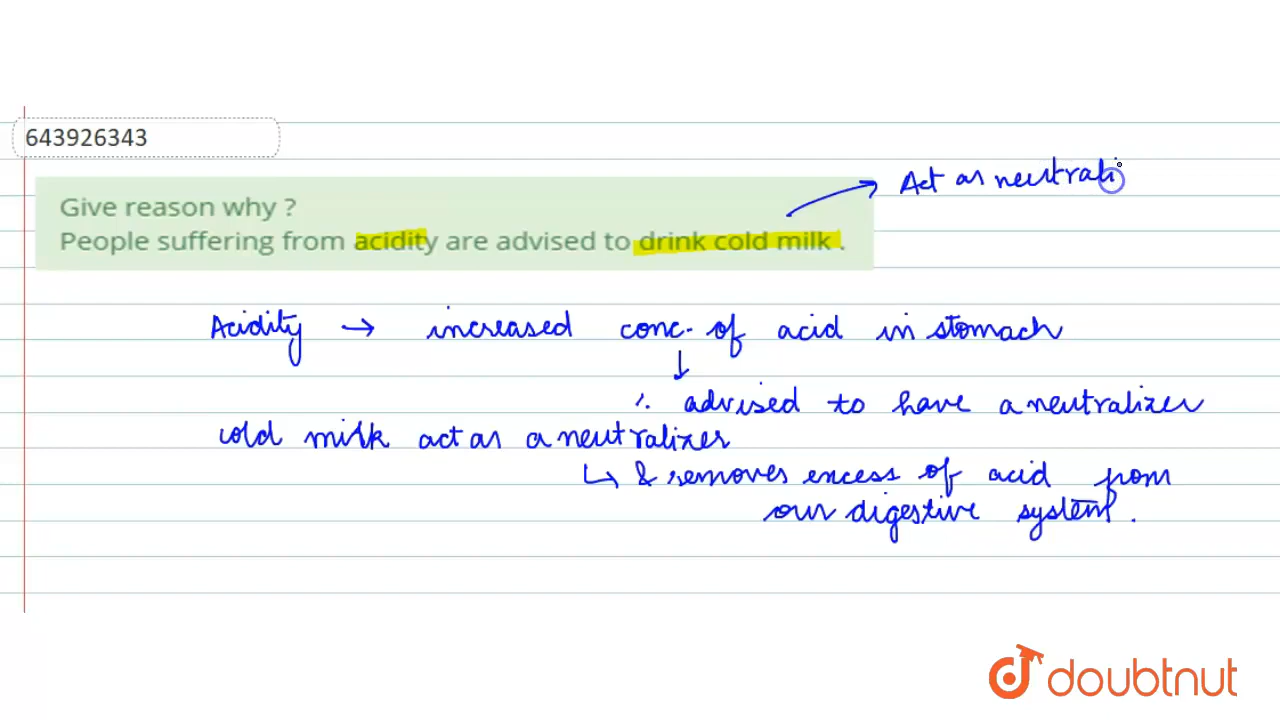 643926343
Give reason why ?
People suffering from acidity are advised to drink cold milk .
Act as neutrali
Acidity → increased conc. of acid in stomach
↓
∴ advised to have a neutralizer
cold milk act as a neutralizer
↳ & removes excess of acid from
our digestive system.
doubtnut